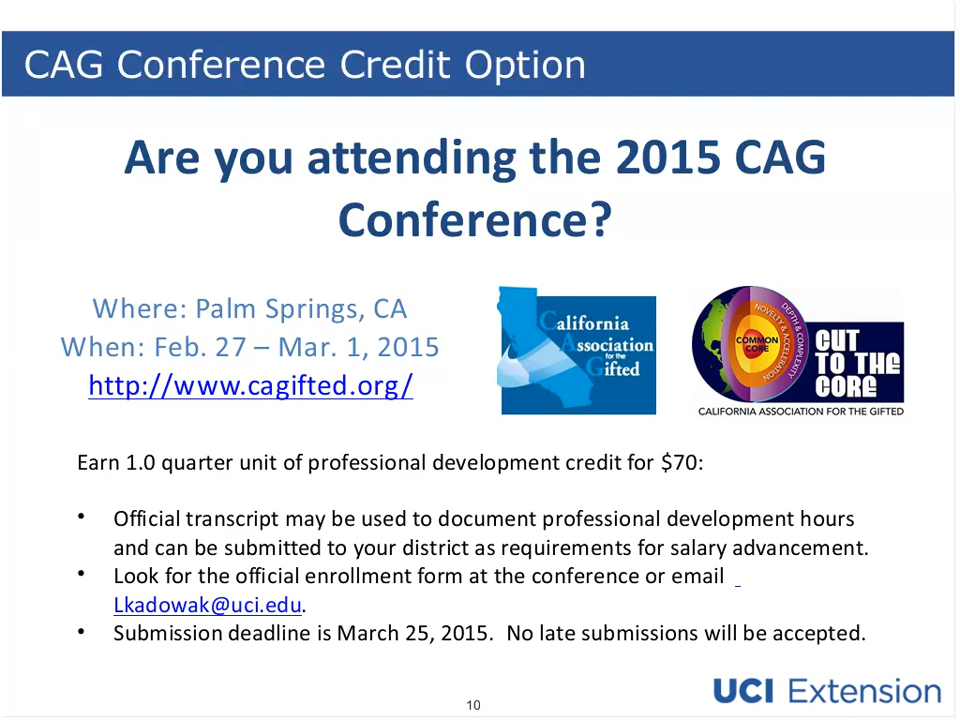 CAG Conference Credit Option
Are you attending the 2015 CAG
Conference?
Where: Palm Springs, CA
When: Feb. 27 – Mar. 1, 2015
http://www.cagifted.org/
California
Association
for the
Gifted
NOVELTY & ACCELERATION
DEPTH & COMPLEXITY
COMMON
CORE
CUT
TO THE
CORE
CALIFORNIA ASSOCIATION FOR THE GIFTED
Earn 1.0 quarter unit of professional development credit for $70:
• Official transcript may be used to document professional development hours
and can be submitted to your district as requirements for salary advancement.
• Look for the official enrollment form at the conference or email
Lkadowak@uci.edu.
• Submission deadline is March 25, 2015.  No late submissions will be accepted.
10
UCI Extension